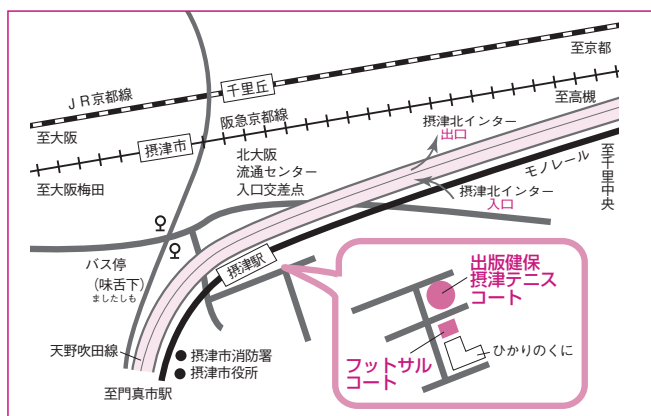 至京都
千里丘
JR京都線
阪急京都線
至高槻
至大阪
摂津市
摂津北インター
出口
至千里中央
モノレール
至大阪梅田
北大阪
流通センター
入口交差点
摂津北インター
入口
バス停
（味舌下）
ましたしも
摂津駅
出版健保
摂津テニス
コート
天野吹田線
フットサル
コート
ひかりのくに
●摂津市消防署
●摂津市役所
至門真市駅